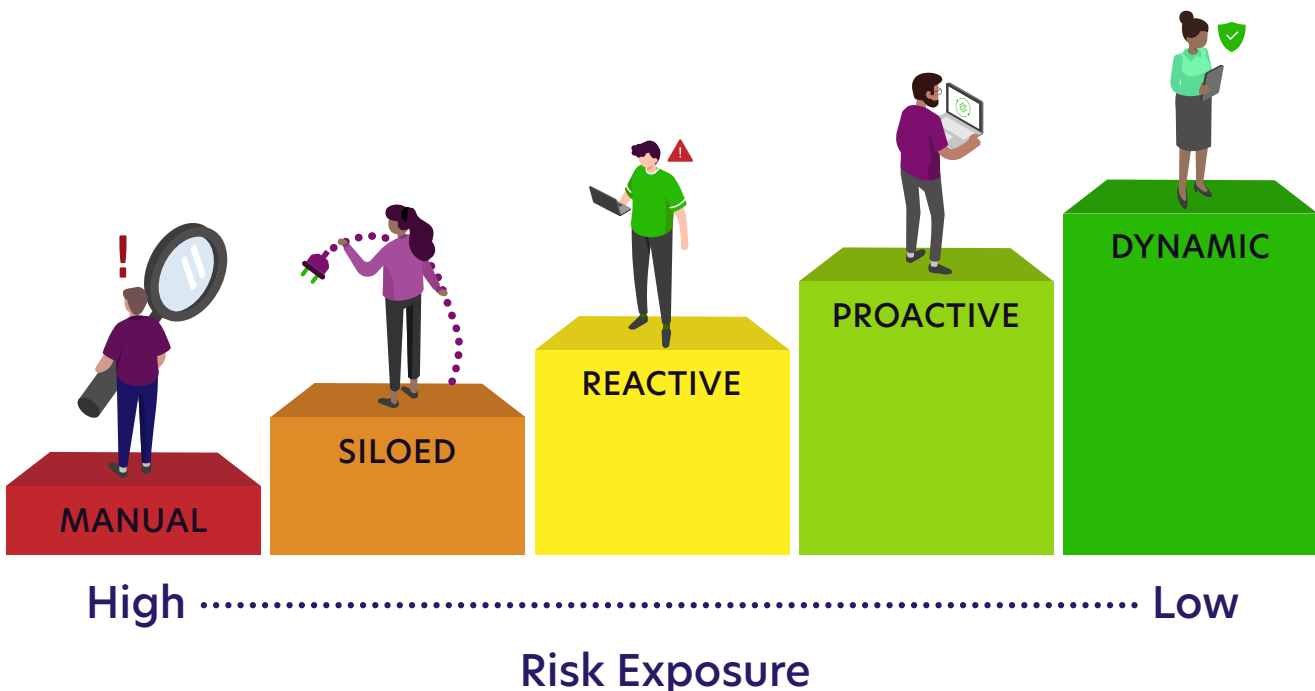 MANUAL
SILOED
REACTIVE
PROACTIVE
DYNAMIC
High Low
Risk Exposure